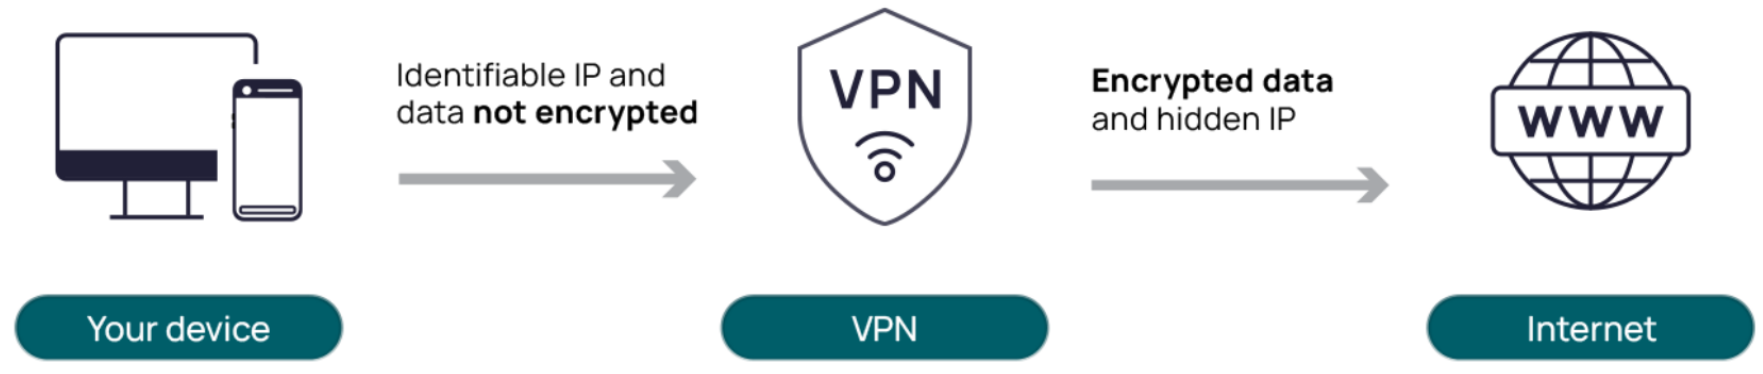 Identifiable IP and
data not encrypted
VPN
Encrypted data
and hidden IP
WWW
Your device
VPN
Internet